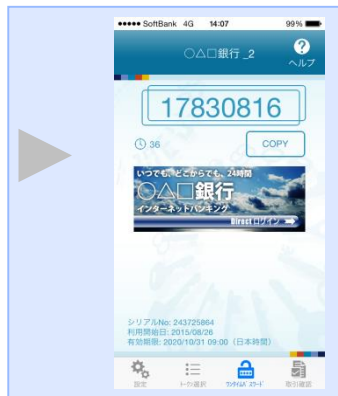 SoftBank 4G 14:07 99%
〇△□銀行 _2
ヘルプ
17830816
36
COPY
いつでも、どこからでも、24時間
〇△□銀行
インターネットバンキング
Direct ログイン
シリアルNo: 243725864
利用開始日: 2015/08/26
有効期限: 2020/10/31 09:00（日本時間）
設定 トークン選択 ワンタイムパスワード 取引確認